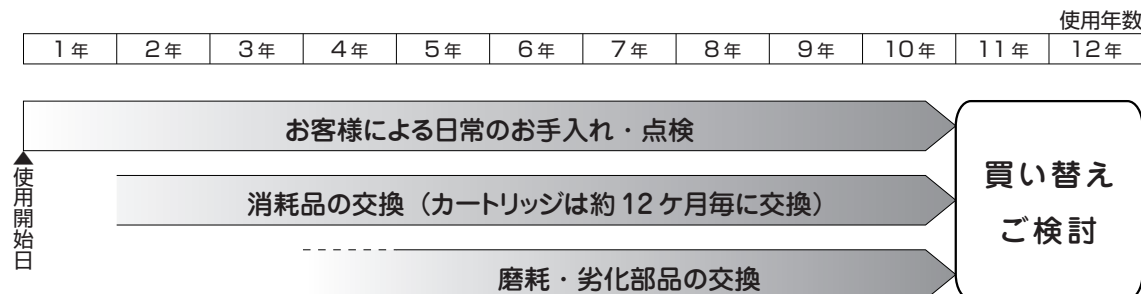 使用年数
1年 2年 3年 4年 5年 6年 7年 8年 9年 10年 11年 12年
お客様による日常のお手入れ・点検
消耗品の交換（カートリッジは約12ケ月毎に交換）
磨耗・劣化部品の交換
▲使用開始日
買い替え
ご検討